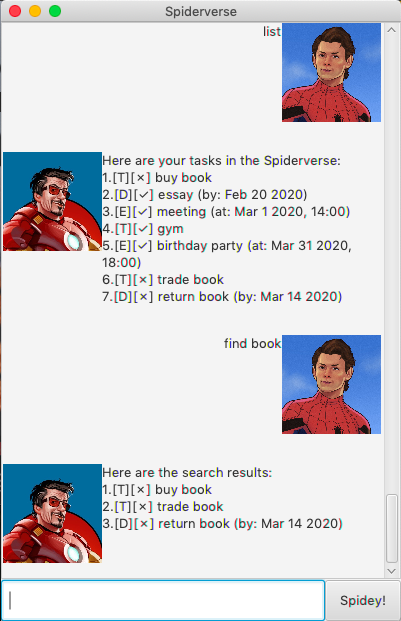 Spiderverse
list
Here are your tasks in the Spiderverse:
1.[T][×] buy book
2.[D][✓] essay (by: Feb 20 2020)
3.[E][✓] meeting (at: Mar 1 2020, 14:00)
4.[T][✓] gym
5.[E][✓] birthday party (at: Mar 31 2020,
18:00)
6.[T][×] trade book
7.[D][×] return book (by: Mar 14 2020)
find book
Here are the search results:
1.[T][×] buy book
2.[T][×] trade book
3.[D][×] return book (by: Mar 14 2020)
Spidey!